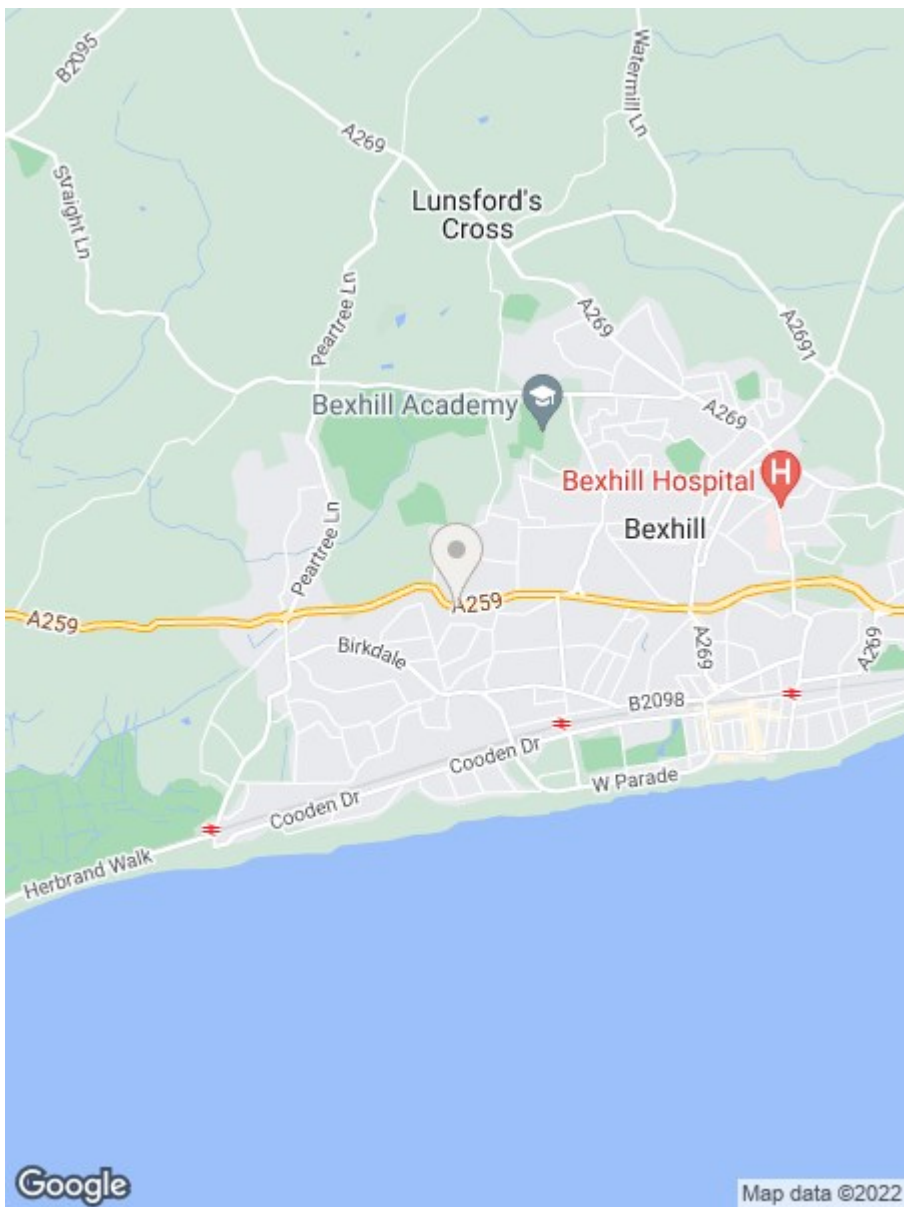 B2095
Watermill Ln
A269
Straight Ln
Lunsford's
Cross
Peartree Ln
A269
A2691
Bexhill Academy
A269
Bexhill Hospital
H
Bexhill
Peartree Ln
A259
A259
Birkdale
A269
A269
B2098
Cooden Dr
W Parade
Cooden Dr
Herbrand Walk
Google
Map data ©2022